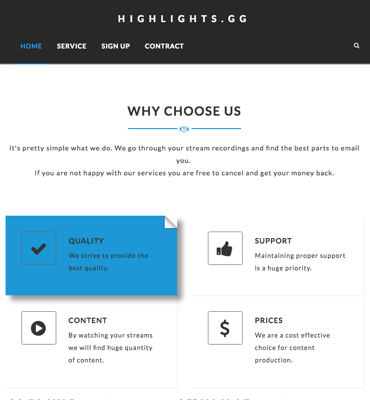 HIGHLIGHTS.GG
HOME SERVICE SIGN UP CONTRACT
WHY CHOOSE US
It's pretty simple what we do. We go through your stream recordings and find the best parts to email
you.
If you are not happy with our services you are free to cancel and get your money back.
QUALITY
We strive to provide the
best quality.
SUPPORT
Maintaining proper support
is a huge priority.
CONTENT
By watching your streams
we will find huge quantity
of content.
PRICES
We are a cost effective
choice for content
production.